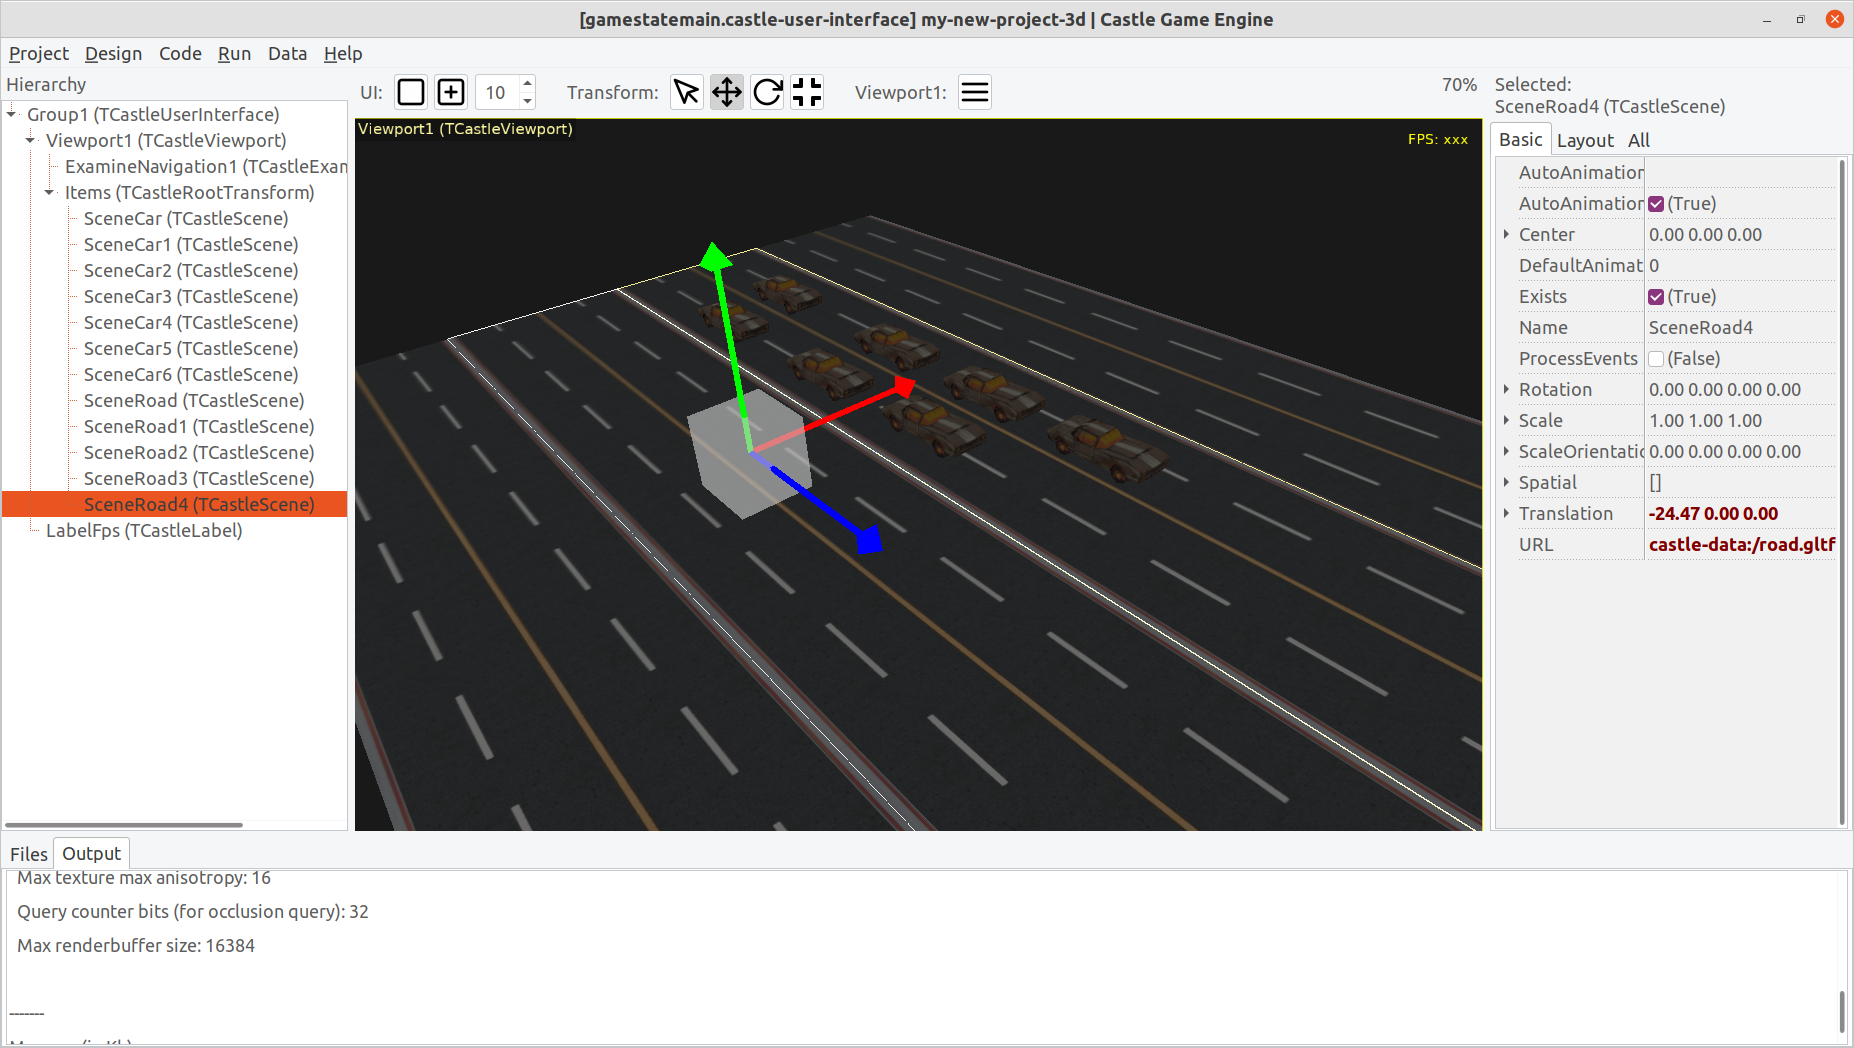 [gamestatemain.castle-user-interface] my-new-project-3d | Castle Game Engine
Project Design Code Run Data Help
Hierarchy
Group1 (TCastleUserInterface)
Viewport1 (TCastleViewport)
ExamineNavigation1 (TCastleExan
Items (TCastleRootTransform)
SceneCar (TCastleScene)
SceneCar1 (TCastleScene)
SceneCar2 (TCastleScene)
SceneCar3 (TCastleScene)
SceneCar4 (TCastleScene)
SceneCar5 (TCastleScene)
SceneCar6 (TCastleScene)
SceneRoad (TCastleScene)
SceneRoad1 (TCastleScene)
SceneRoad2 (TCastleScene)
SceneRoad3 (TCastleScene)
SceneRoad4 (TCastleScene)
LabelFps (TCastleLabel)
UI: 10 Transform: Viewport1: 70%
Viewport1 (TCastleViewport)
FPS: xxx
Selected:
SceneRoad4 (TCastleScene)
Basic Layout All
AutoAnimation
AutoAnimation (True)
Center 0.00 0.00 0.00
DefaultAnimat 0
Exists (True)
Name SceneRoad4
ProcessEvents (False)
Rotation 0.00 0.00 0.00 0.00
Scale 1.00 1.00 1.00
ScaleOrientatio 0.00 0.00 0.00 0.00
Spatial []
Translation -24.47 0.00 0.00
URL castle-data:/road.gltf
Files Output
Max texture max anisotropy: 16
Query counter bits (for occlusion query): 32
Max renderbuffer size: 16384
-------